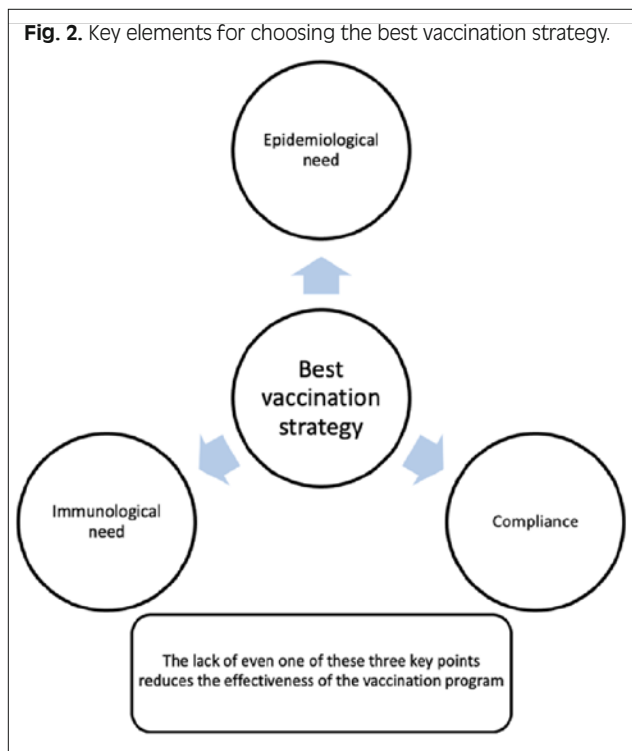 Fig. 2. Key elements for choosing the best vaccination strategy.
Epidemiological
need
Best
vaccination
strategy
Immunological
need
Compliance
The lack of even one of these three key points
reduces the effectiveness of the vaccination program